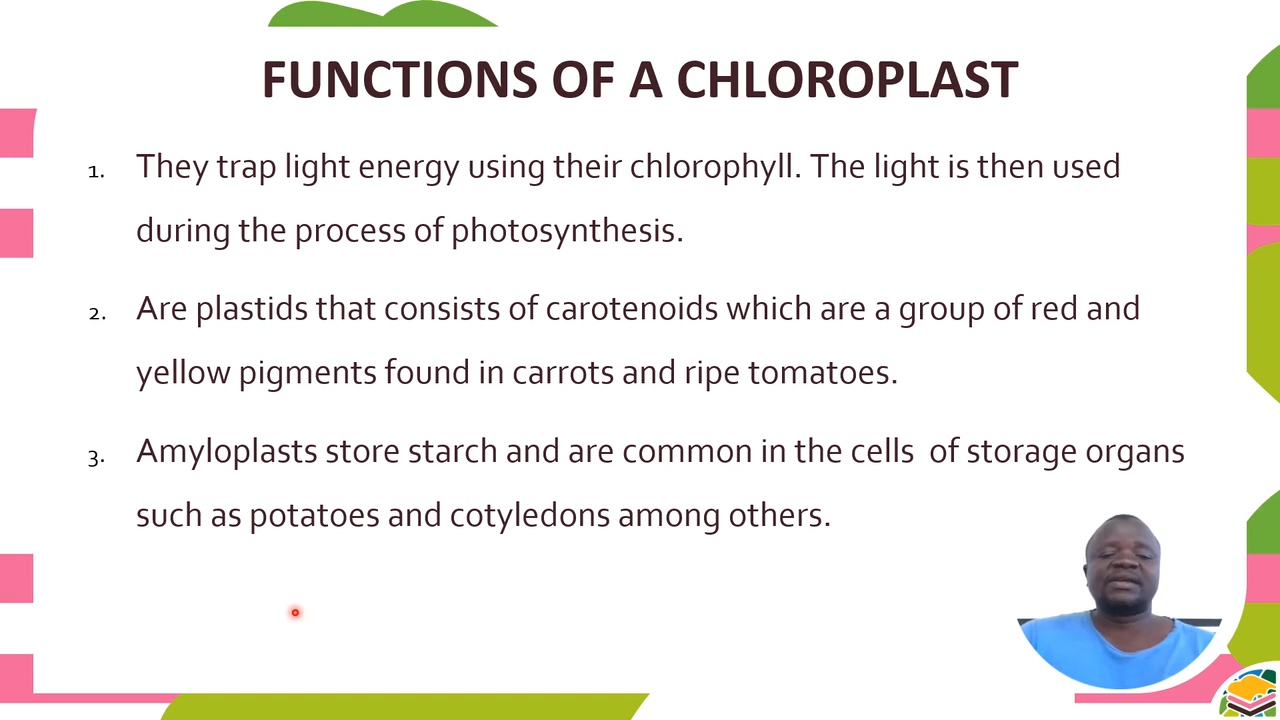 FUNCTIONS OF A CHLOROPLAST
1. They trap light energy using their chlorophyll. The light is then used
during the process of photosynthesis.
2. Are plastids that consists of carotenoids which are a group of red and
yellow pigments found in carrots and ripe tomatoes.
3. Amyloplasts store starch and are common in the cells  of storage organs
such as potatoes and cotyledons among others.